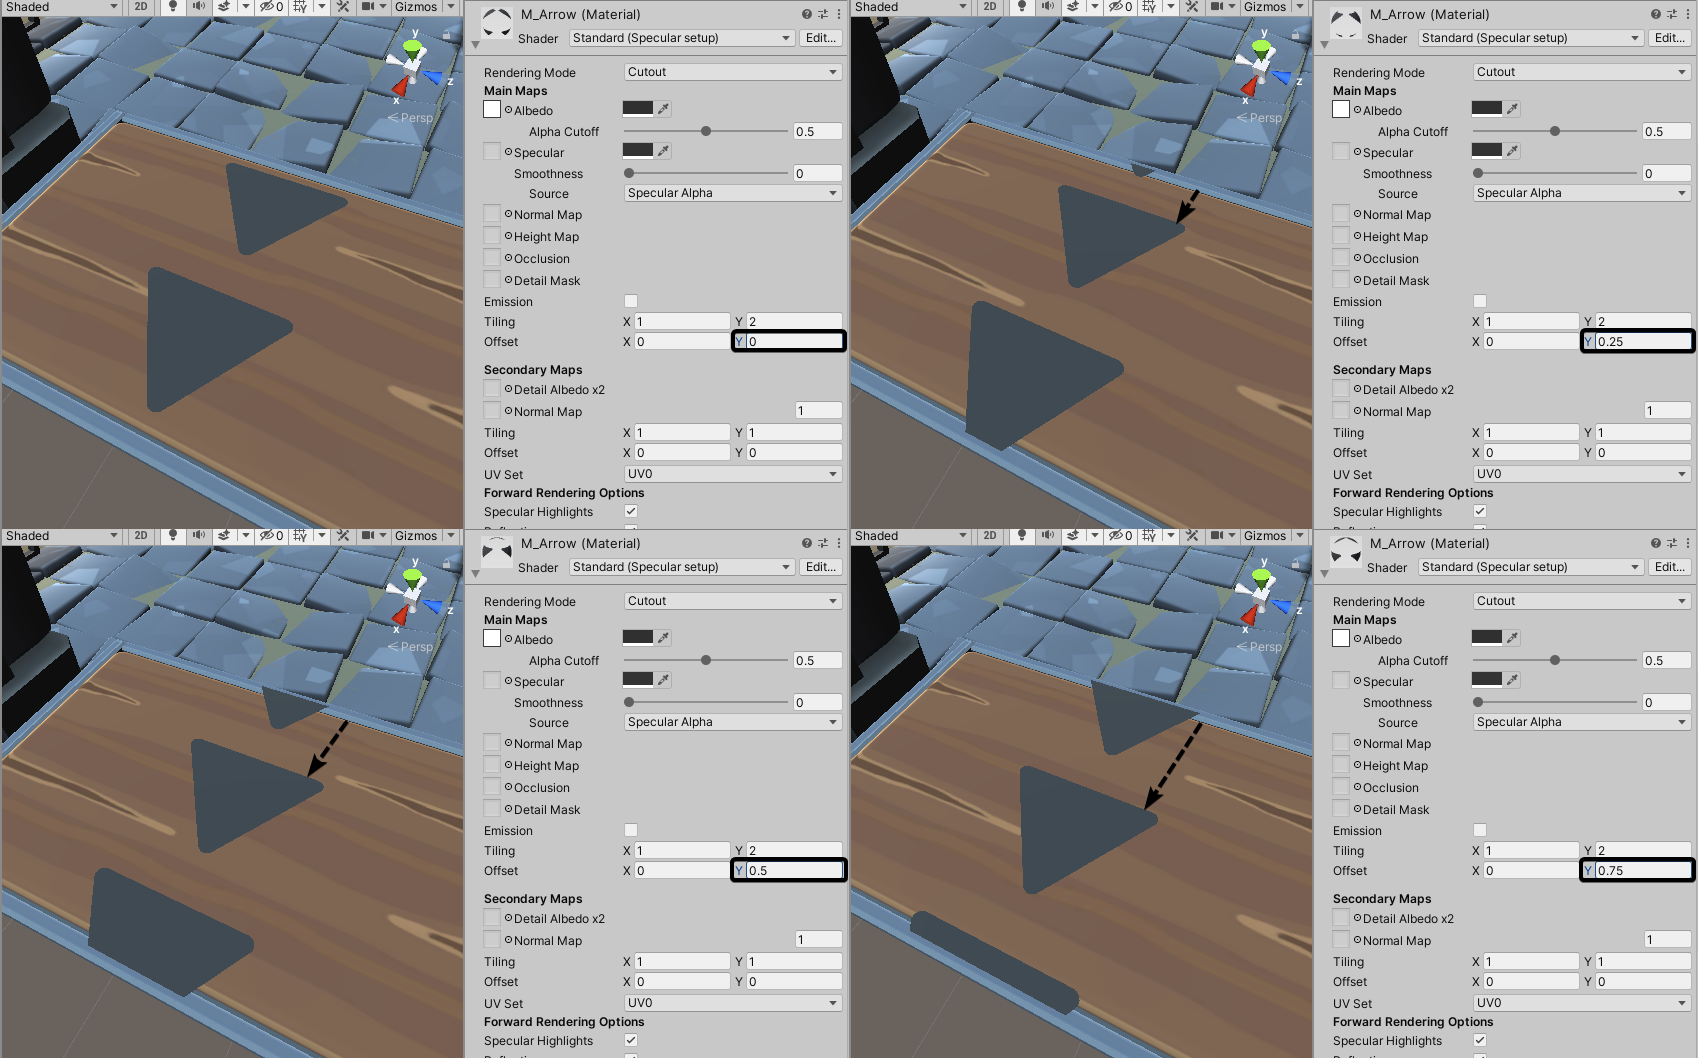 Shaded 2D 0 Gizmos
y
z
x
Persp
M_Arrow (Material)
Shader Standard (Specular setup) Edit...
Rendering Mode Cutout
Main Maps
Albedo
Alpha Cutoff 0.5
Specular
Smoothness 0
Source Specular Alpha
Normal Map
Height Map
Occlusion
Detail Mask
Emission
Tiling X 1 Y 2
Offset X 0 Y 0
Secondary Maps
Detail Albedo x2
Normal Map 1
Tiling X 1 Y 1
Offset X 0 Y 0
UV Set UV0
Forward Rendering Options
Specular Highlights
Shaded 2D 0 Gizmos
y
z
x
Persp
M_Arrow (Material)
Shader Standard (Specular setup) Edit...
Rendering Mode Cutout
Main Maps
Albedo
Alpha Cutoff 0.5
Specular
Smoothness 0
Source Specular Alpha
Normal Map
Height Map
Occlusion
Detail Mask
Emission
Tiling X 1 Y 2
Offset X 0 Y 0.25
Secondary Maps
Detail Albedo x2
Normal Map 1
Tiling X 1 Y 1
Offset X 0 Y 0
UV Set UV0
Forward Rendering Options
Specular Highlights
Shaded 2D 0 Gizmos
y
z
x
Persp
M_Arrow (Material)
Shader Standard (Specular setup) Edit...
Rendering Mode Cutout
Main Maps
Albedo
Alpha Cutoff 0.5
Specular
Smoothness 0
Source Specular Alpha
Normal Map
Height Map
Occlusion
Detail Mask
Emission
Tiling X 1 Y 2
Offset X 0 Y 0.5
Secondary Maps
Detail Albedo x2
Normal Map 1
Tiling X 1 Y 1
Offset X 0 Y 0
UV Set UV0
Forward Rendering Options
Specular Highlights
Shaded 2D 0 Gizmos
y
z
x
Persp
M_Arrow (Material)
Shader Standard (Specular setup) Edit...
Rendering Mode Cutout
Main Maps
Albedo
Alpha Cutoff 0.5
Specular
Smoothness 0
Source Specular Alpha
Normal Map
Height Map
Occlusion
Detail Mask
Emission
Tiling X 1 Y 2
Offset X 0 Y 0.75
Secondary Maps
Detail Albedo x2
Normal Map 1
Tiling X 1 Y 1
Offset X 0 Y 0
UV Set UV0
Forward Rendering Options
Specular Highlights